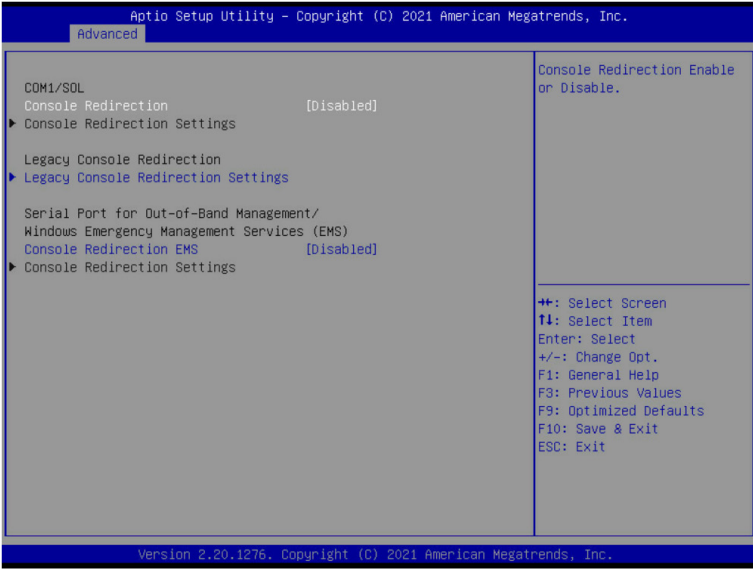 Aptio Setup Utility – Copyright (C) 2021 American Megatrends, Inc.
Advanced
COM1/SOL
Console Redirection [Disabled]
▶ Console Redirection Settings
Legacy Console Redirection
▶ Legacy Console Redirection Settings
Serial Port for Out-of-Band Management/
Windows Emergency Management Services (EMS)
Console Redirection EMS [Disabled]
▶ Console Redirection Settings
Console Redirection Enable
or Disable.
→←: Select Screen
↑↓: Select Item
Enter: Select
+/-: Change Opt.
F1: General Help
F3: Previous Values
F9: Optimized Defaults
F10: Save & Exit
ESC: Exit
Version 2.20.1276. Copyright (C) 2021 American Megatrends, Inc.